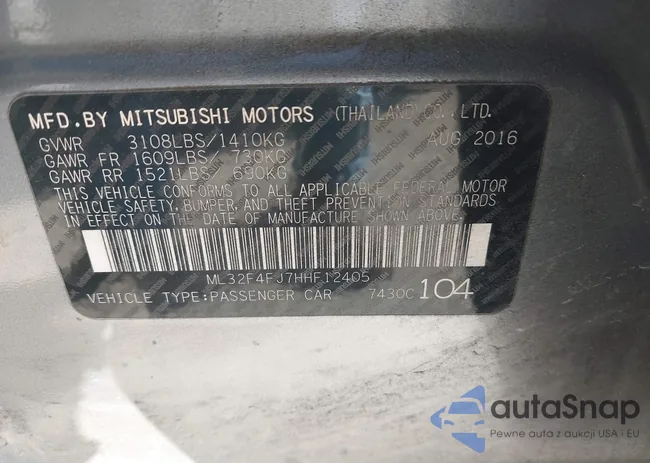 MFD.BY MITSUBISHI MOTORS (THAILAND) CO., LTD.
GVWR 3108LBS/1410KG AUG 2016
GAWR FR 1609LBS/ 730KG
GAWR RR 1521LBS/ 690KG
THIS VEHICLE CONFORMS TO ALL APPLICABLE FEDERAL MOTOR
VEHICLE SAFETY, BUMPER, AND THEFT PREVENTION STANDARDS
IN EFFECT ON THE DATE OF MANUFACTURE SHOWN ABOVE.
ML32F4FJ7HHF12405
VEHICLE TYPE:PASSENGER CAR 7430C 104
autaSnap
Pewne auta z aukcji USA i EU